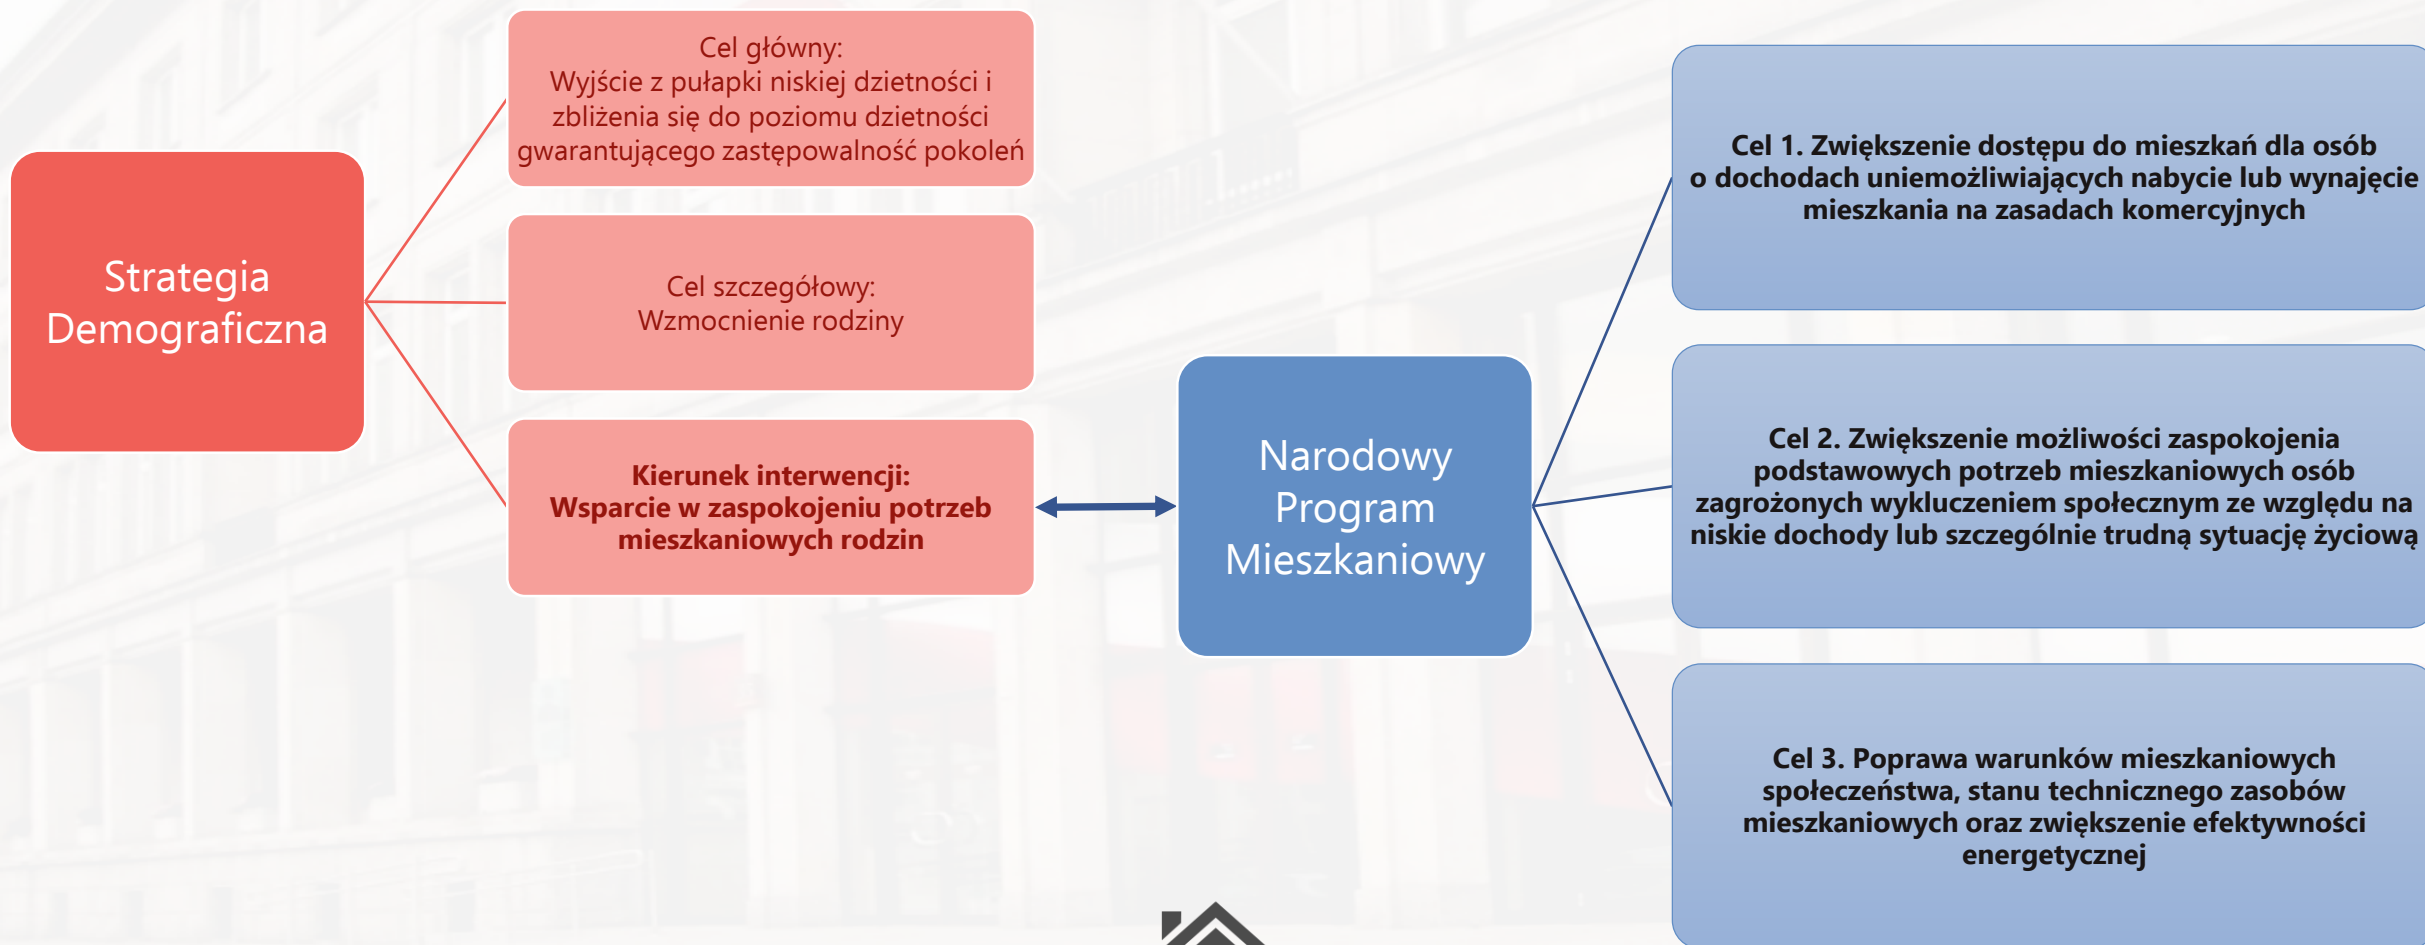 Strategia
Demograficzna
Cel główny:
Wyjście z pułapki niskiej dzietności i
zbliżenia się do poziomu dzietności
gwarantującego zastępowalność pokoleń
Cel szczegółowy:
Wzmocnienie rodziny
Kierunek interwencji:
Wsparcie w zaspokojeniu potrzeb
mieszkaniowych rodzin
Narodowy
Program
Mieszkaniowy
Cel 1. Zwiększenie dostępu do mieszkań dla osób
o dochodach uniemożliwiających nabycie lub wynajęcie
mieszkania na zasadach komercyjnych
Cel 2. Zwiększenie możliwości zaspokojenia
podstawowych potrzeb mieszkaniowych osób
zagrożonych wykluczeniem społecznym ze względu na
niskie dochody lub szczególnie trudną sytuację życiową
Cel 3. Poprawa warunków mieszkaniowych
społeczeństwa, stanu technicznego zasobów
mieszkaniowych oraz zwiększenie efektywności
energetycznej